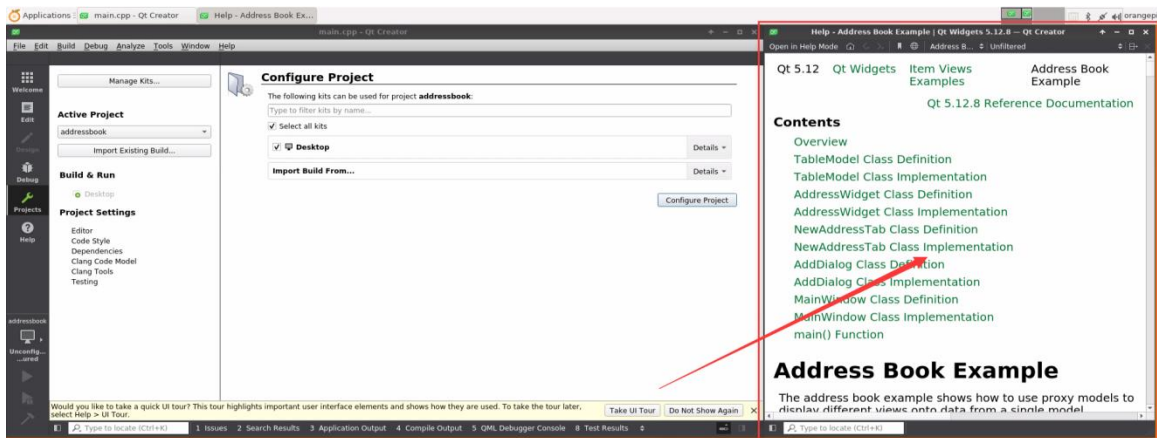 Applications
main.cpp - Qt Creator
Help - Address Book Ex...
orangep
main.cpp - Qt Creator
File Edit Build Debug Analyze Tools Window Help
Welcome
Edit
Design
Debug
Projects
Help
addressbook
Unconfig...
...ured
Manage Kits...
Active Project
addressbook
Import Existing Build...
Build & Run
Desktop
Project Settings
Editor
Code Style
Dependencies
Clang Code Model
Clang Tools
Testing
Configure Project
The following kits can be used for project addressbook:
Type to filter kits by name...
Select all kits
Desktop
Details
Import Build From...
Details
Configure Project
Would you like to take a quick UI tour? This tour highlights important user interface elements and shows how they are used. To take the tour later,
select Help > UI Tour.
Take UI Tour
Do Not Show Again
Type to locate (Ctrl+K)
1 Issues 2 Search Results 3 Application Output 4 Compile Output 5 QML Debugger Console 8 Test Results
Help - Address Book Example | Qt Widgets 5.12.8 — Qt Creator
Open in Help Mode
Address B...
Unfiltered
Qt 5.12 Qt Widgets Item Views Address Book
Examples Example
Qt 5.12.8 Reference Documentation
Contents
Overview
TableModel Class Definition
TableModel Class Implementation
AddressWidget Class Definition
AddressWidget Class Implementation
NewAddressTab Class Definition
NewAddressTab Class Implementation
AddDialog Class Definition
AddDialog Class Implementation
MainWindow Class Definition
MainWindow Class Implementation
main() Function
Address Book Example
The address book example shows how to use proxy models to
display different views onto data from a single model.
Type to locate (Ctrl+K)